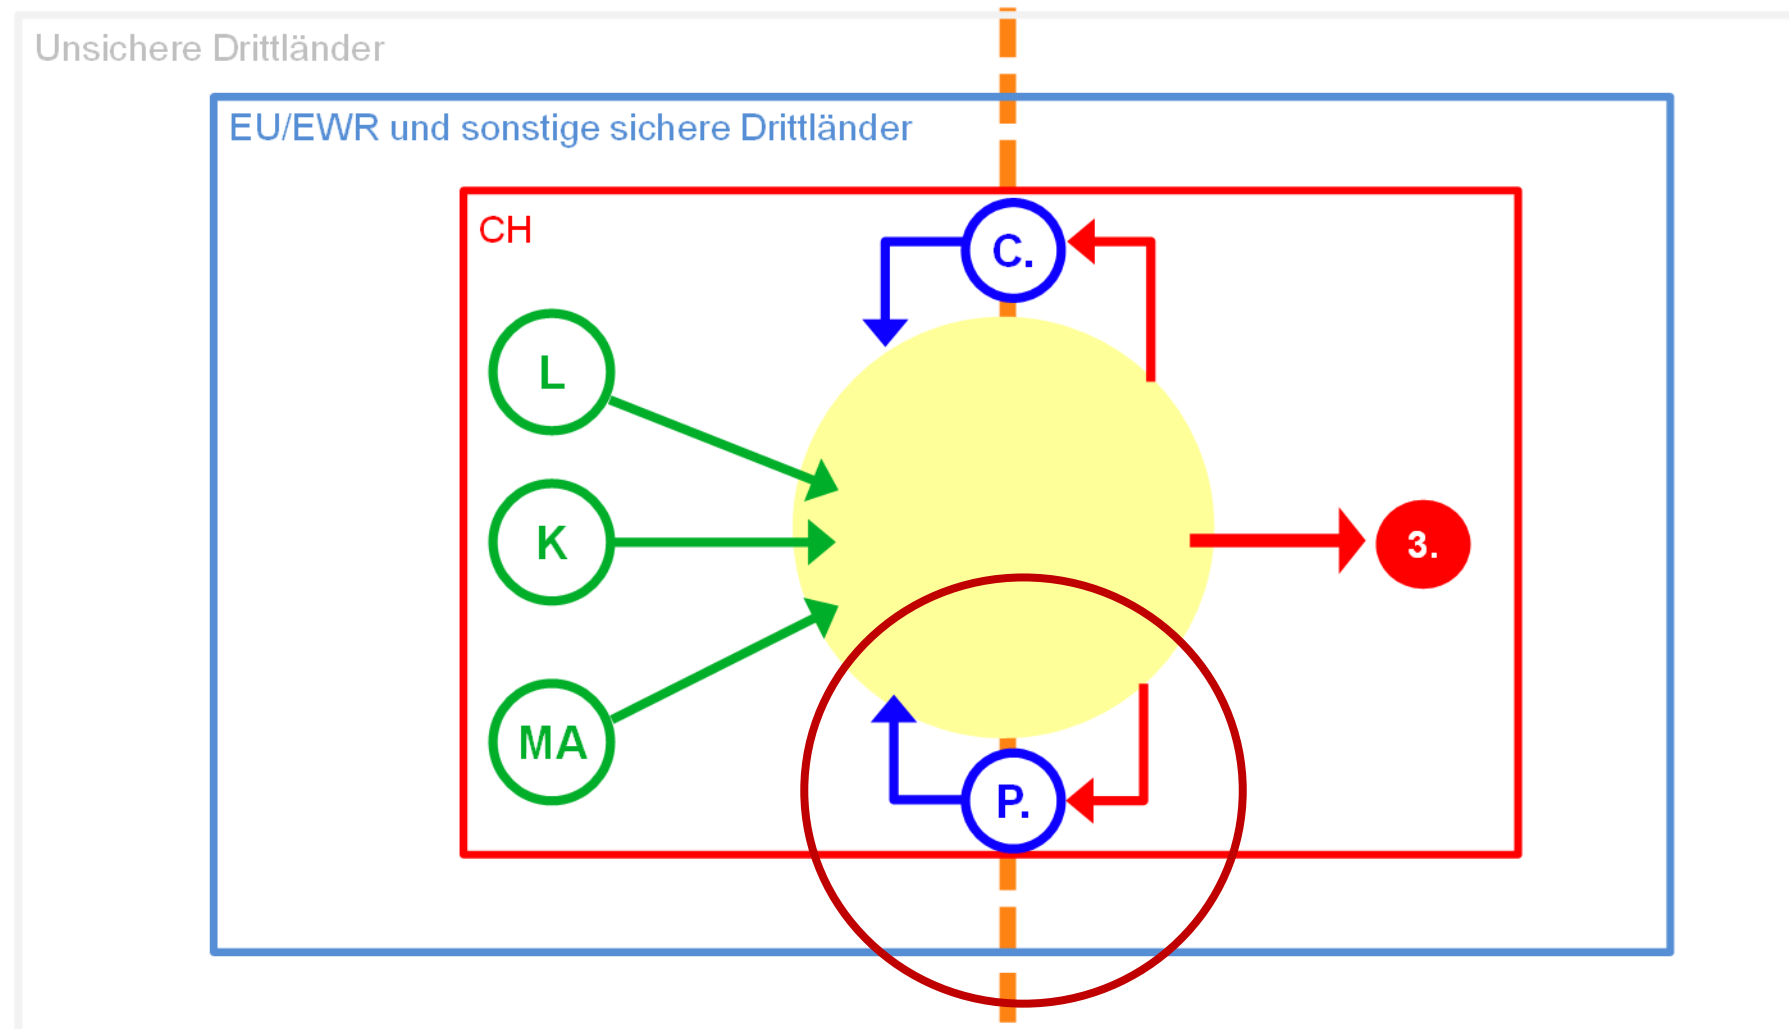 Unsichere Drittländer
EU/EWR und sonstige sichere Drittländer
CH
C.
L
K
3.
MA
P.